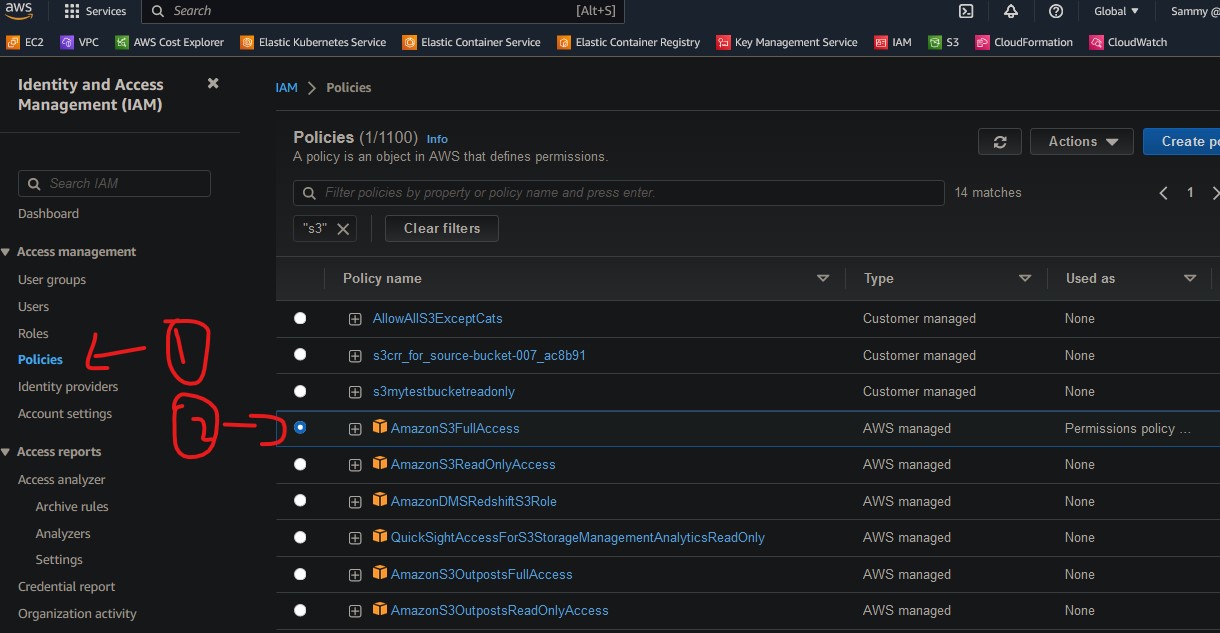 aws
Services
Search
[Alt+S]
Global
Sammy @
EC2
VPC
AWS Cost Explorer
Elastic Kubernetes Service
Elastic Container Service
Elastic Container Registry
Key Management Service
IAM
S3
CloudFormation
CloudWatch
Identity and Access
Management (IAM)
Search IAM
Dashboard
Access management
User groups
Users
Roles
Policies
Identity providers
Account settings
Access reports
Access analyzer
Archive rules
Analyzers
Settings
Credential report
Organization activity
1
2
IAM > Policies
Policies (1/1100) Info
A policy is an object in AWS that defines permissions.
Actions
Create po
Filter policies by property or policy name and press enter.
14 matches
1
"s3"
Clear filters
Policy name Type Used as
AllowAllS3ExceptCats Customer managed None
s3crr_for_source-bucket-007_ac8b91 Customer managed None
s3mytestbucketreadonly Customer managed None
AmazonS3FullAccess AWS managed Permissions policy ...
AmazonS3ReadOnlyAccess AWS managed None
AmazonDMSRedshiftS3Role AWS managed None
QuickSightAccessForS3StorageManagementAnalyticsReadOnly AWS managed None
AmazonS3OutpostsFullAccess AWS managed None
AmazonS3OutpostsReadOnlyAccess AWS managed None